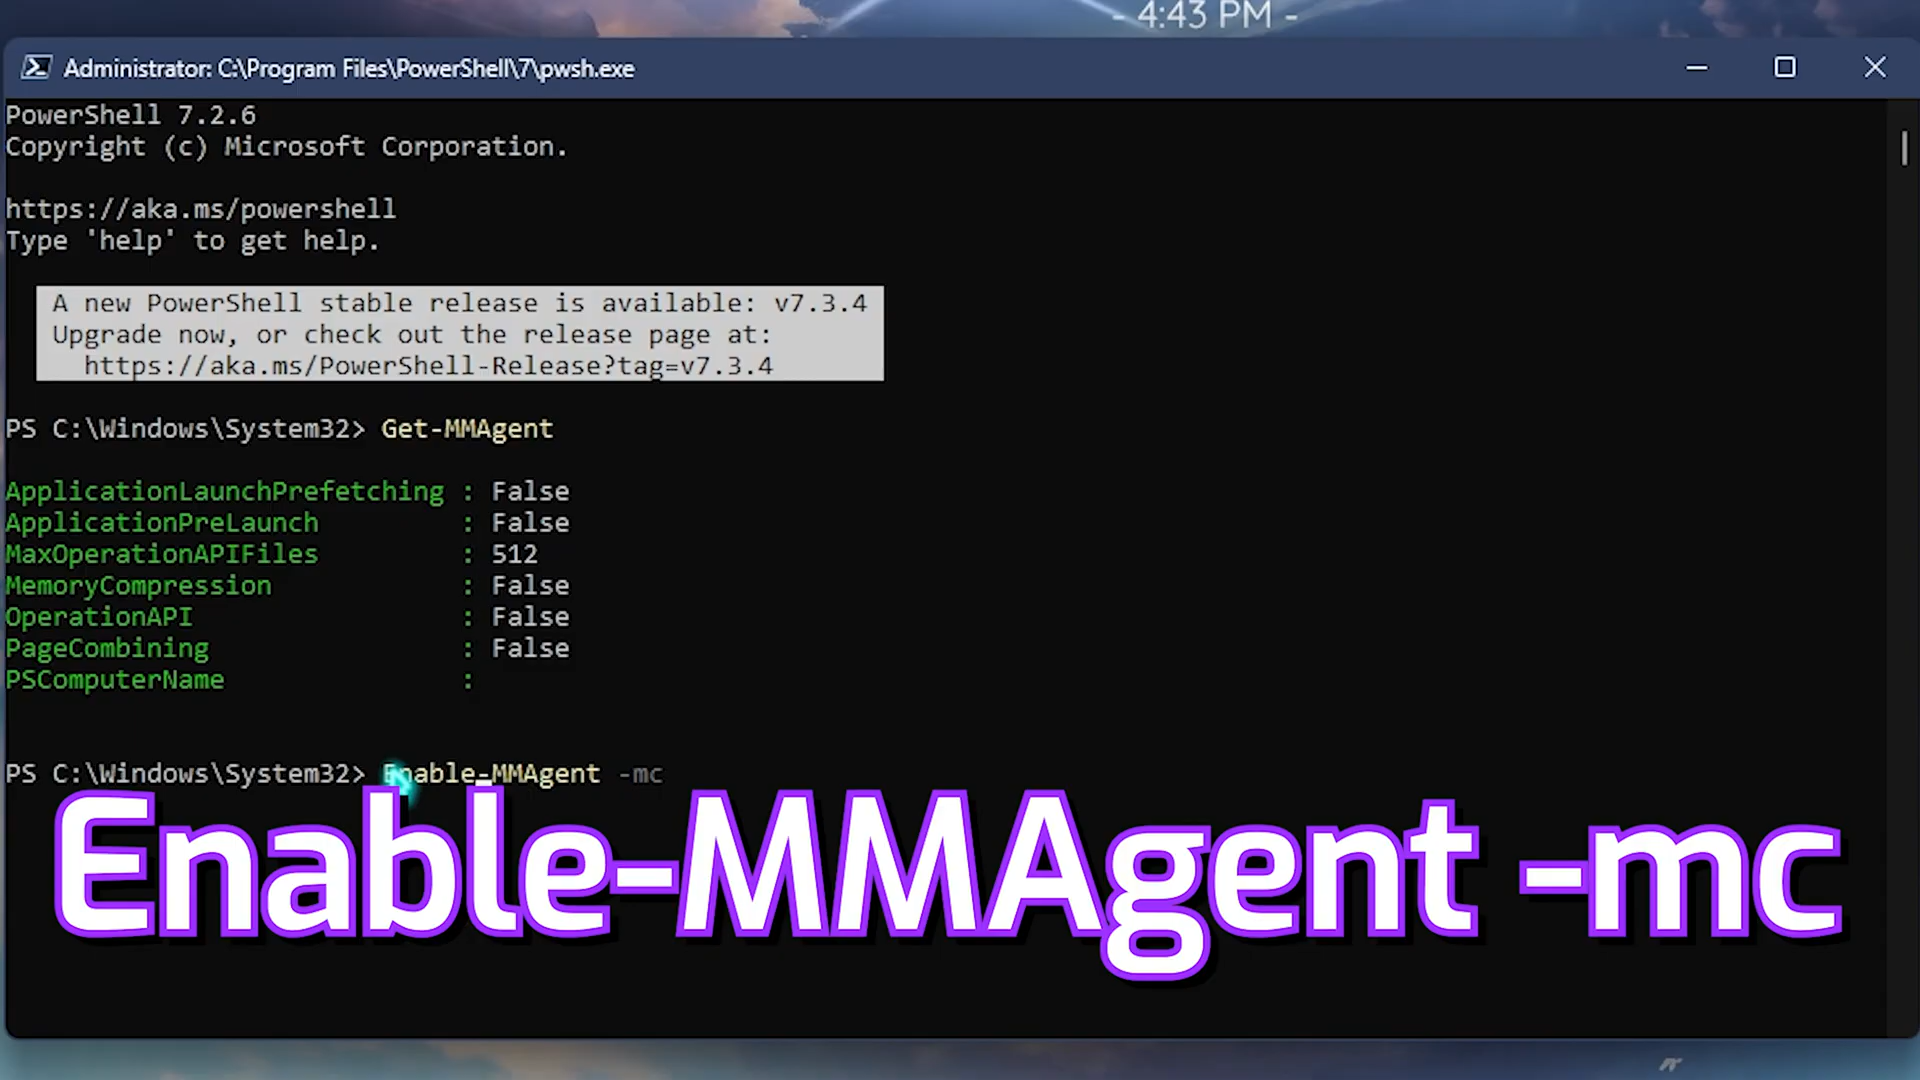 - 4:43 PM -
Administrator: C:\Program Files\PowerShell\7\pwsh.exe
PowerShell 7.2.6
Copyright (c) Microsoft Corporation.
https://aka.ms/powershell
Type 'help' to get help.
A new PowerShell stable release is available: v7.3.4
Upgrade now, or check out the release page at:
https://aka.ms/PowerShell-Release?tag=v7.3.4
PS C:\Windows\System32> Get-MMAgent
ApplicationLaunchPrefetching : False
ApplicationPreLaunch : False
MaxOperationAPIFiles : 512
MemoryCompression : False
OperationAPI : False
PageCombining : False
PSComputerName :
PS C:\Windows\System32> Enable-MMAgent -mc
Enable-MMAgent -mc